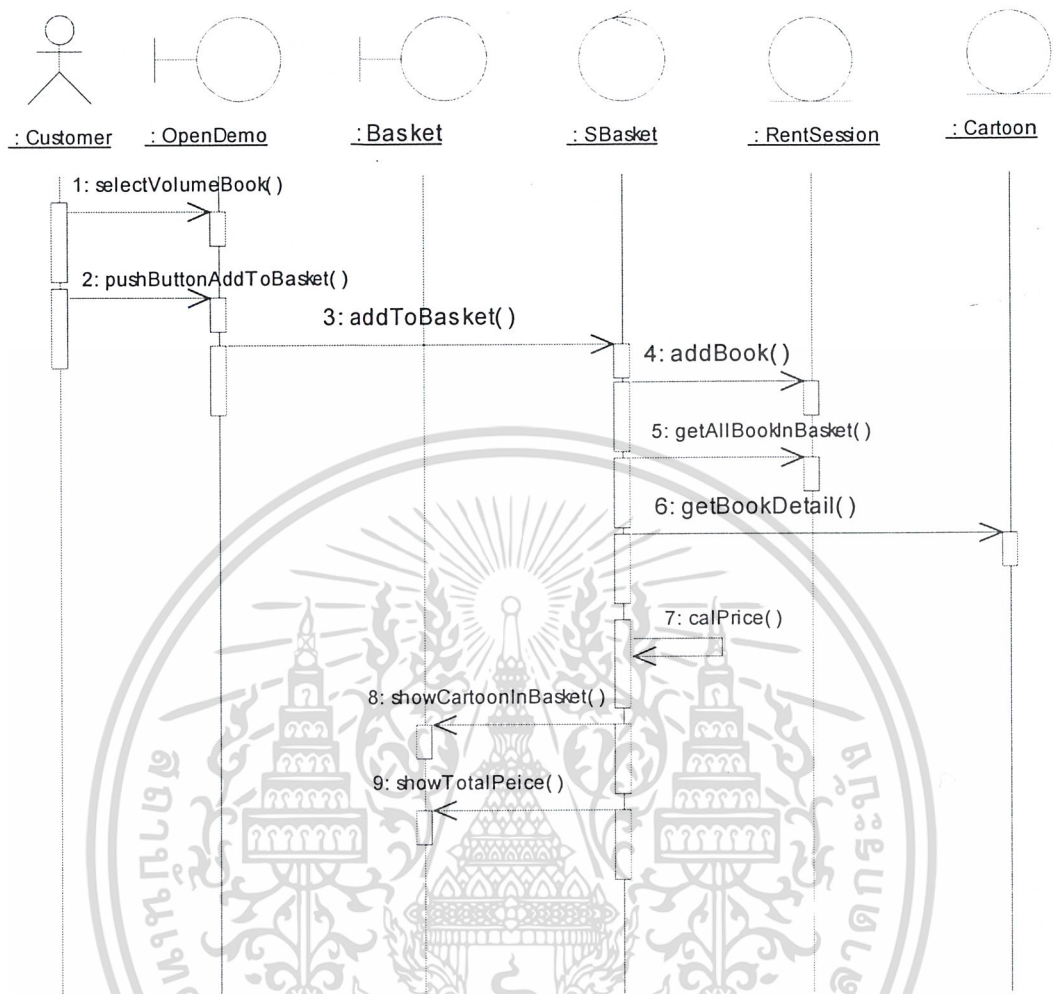 : Customer
: OpenDemo
: Basket
: SBasket
: RentSession
: Cartoon
1: selectVolumeBook( )
2: pushButtonAddToBasket( )
3: addToBasket( )
4: addBook( )
5: getAllBookInBasket( )
6: getBookDetail( )
7: calPrice( )
8: showCartoonInBasket( )
9: showTotalPeice( )